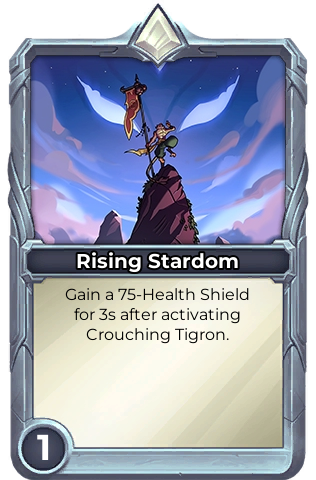 Rising Stardom
Gain a 75-Health Shield
for 3s after activating
Crouching Tigron.
1